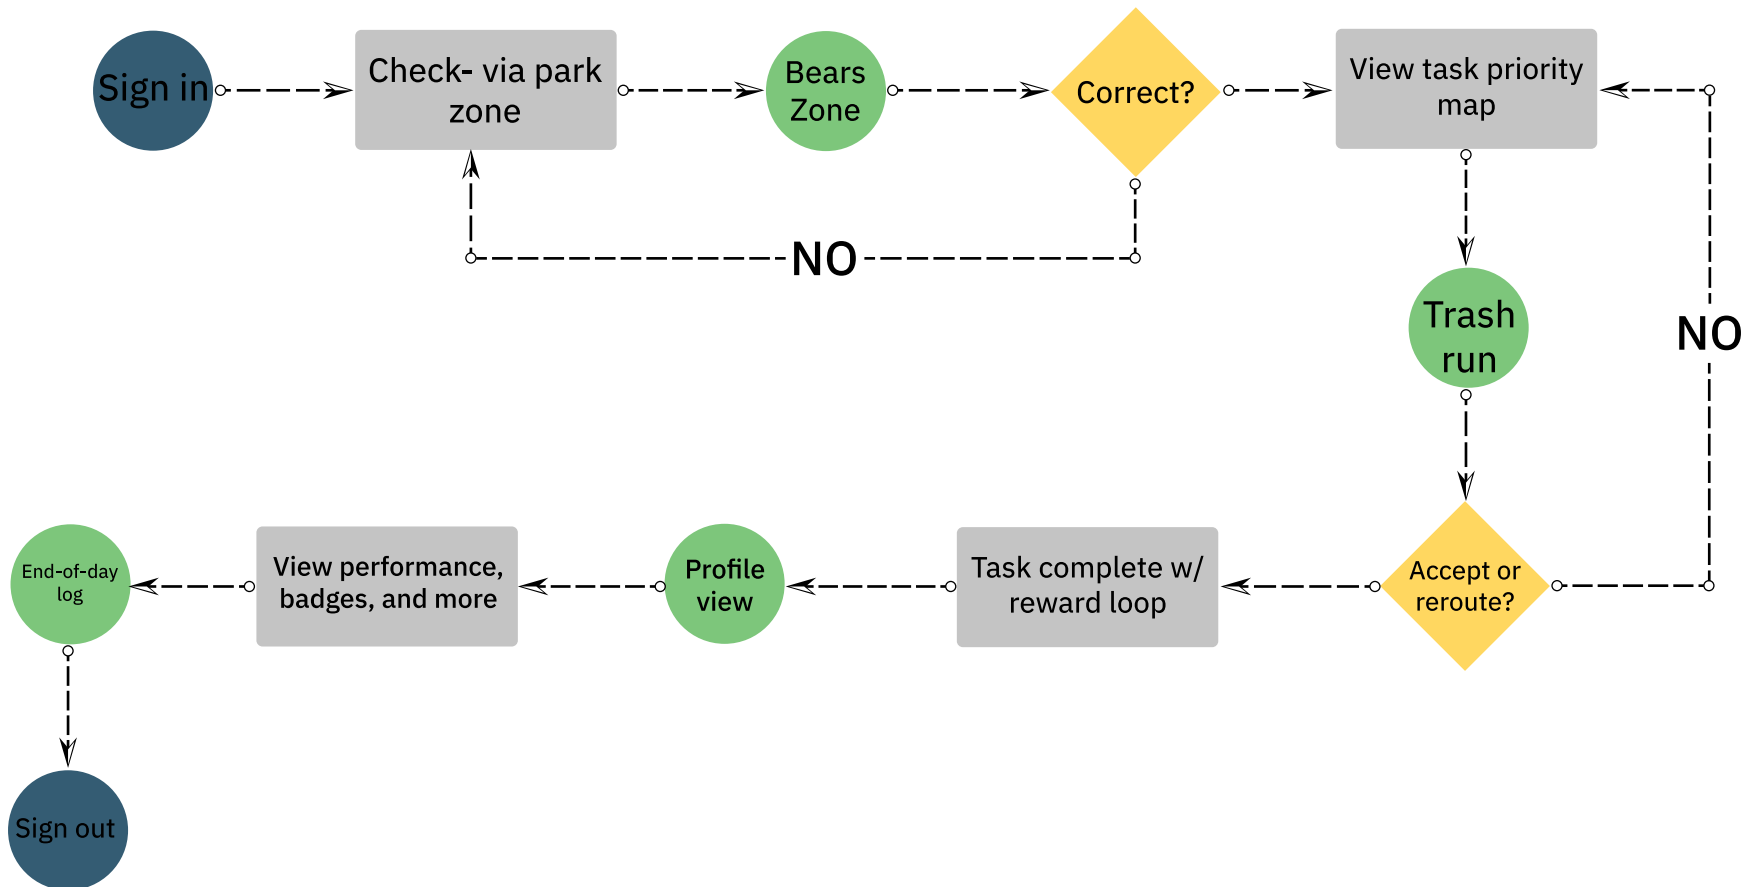 Sign in
Check- via park
zone
Bears
Zone
Correct?
View task priority
map
NO
Trash
run
NO
Accept or
reroute?
Task complete w/
reward loop
Profile
view
View performance,
badges, and more
End-of-day
log
Sign out